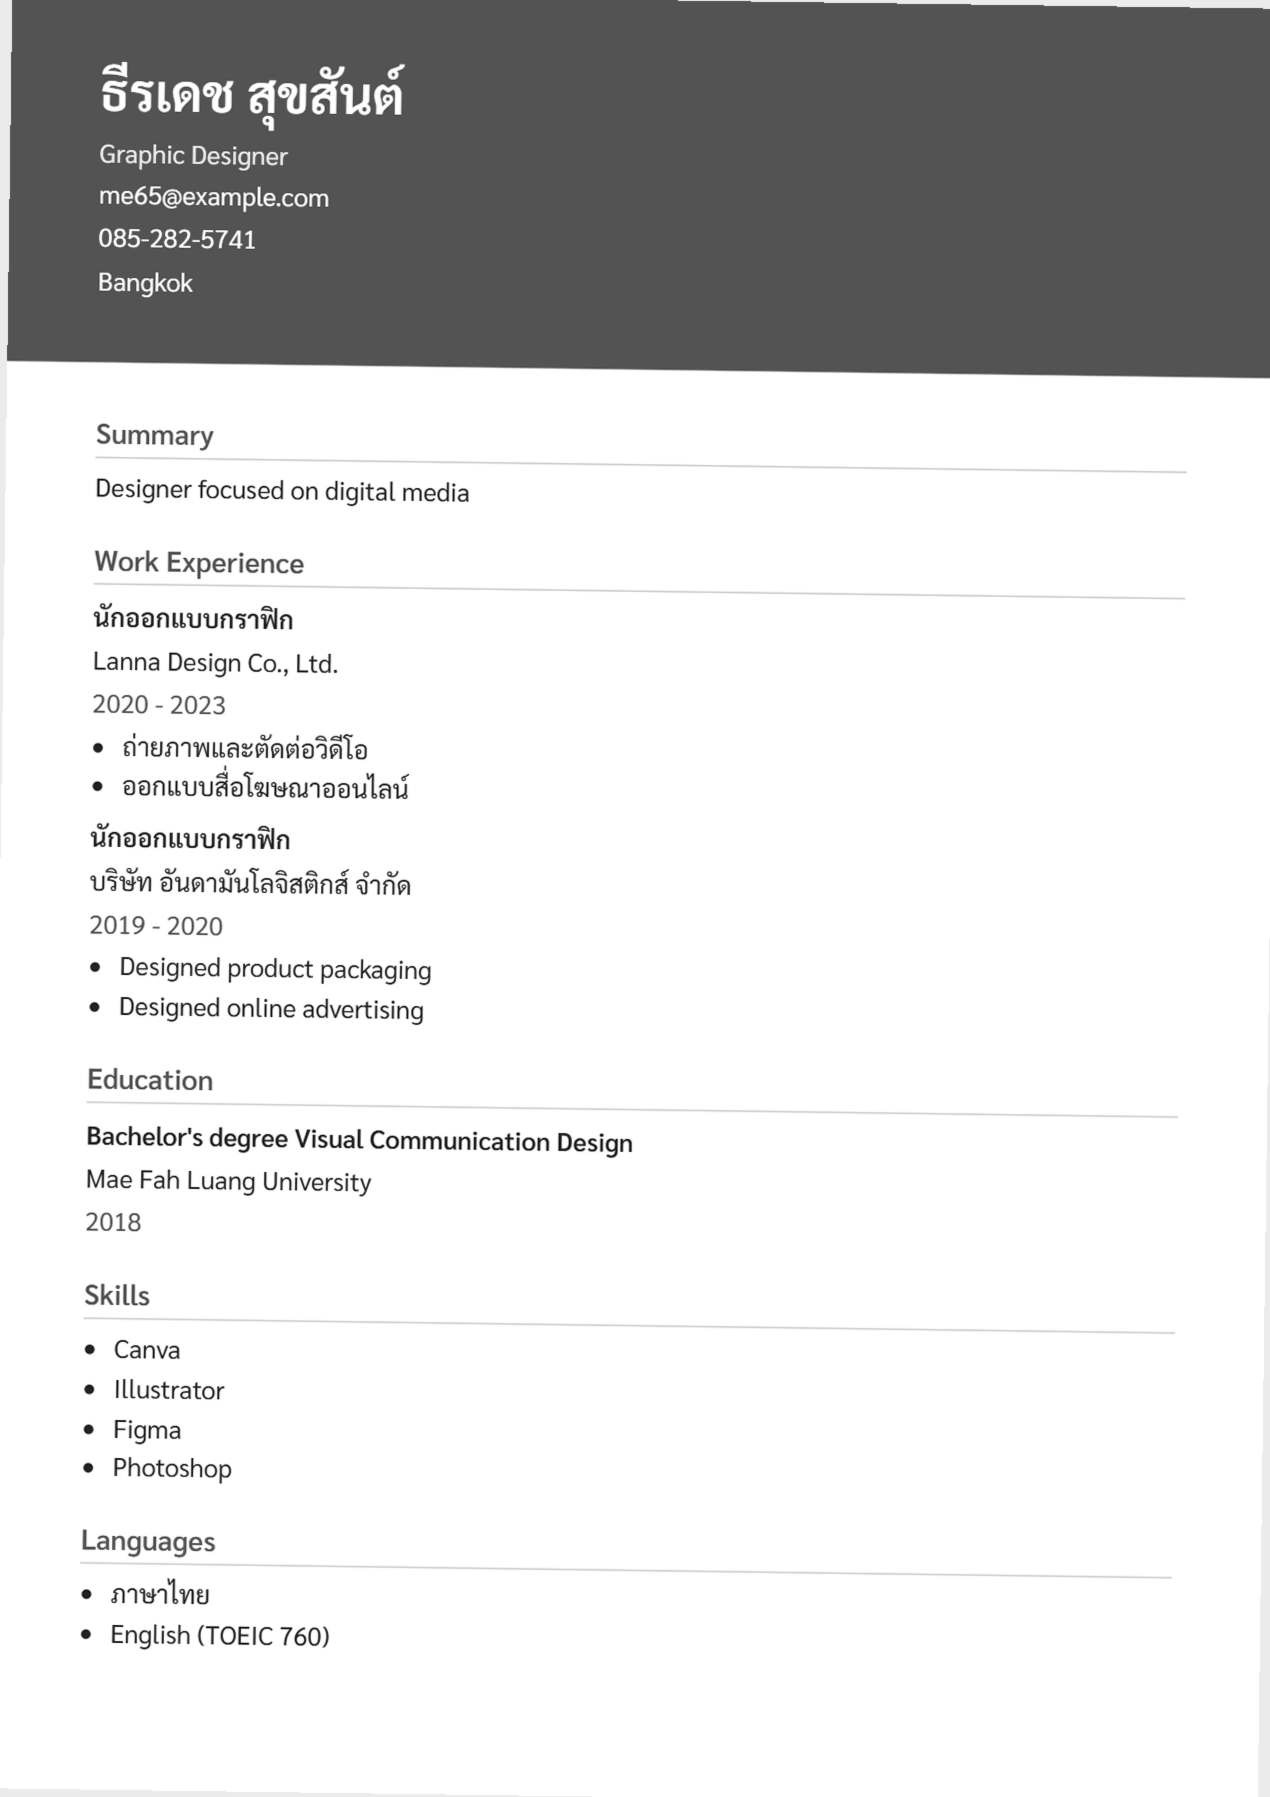 ธีรเดช สุขสันต์
Graphic Designer
me65@example.com
085-282-5741
Bangkok
Summary
Designer focused on digital media
Work Experience
นักออกแบบกราฟิก
Lanna Design Co., Ltd.
2020 - 2023
• ถ่ายภาพและตัดต่อวิดีโอ
• ออกแบบสื่อโฆษณาออนไลน์
นักออกแบบกราฟิก
บริษัท อันดามันโลจิสติกส์ จำกัด
2019 - 2020
• Designed product packaging
• Designed online advertising
Education
Bachelor's degree Visual Communication Design
Mae Fah Luang University
2018
Skills
• Canva
• Illustrator
• Figma
• Photoshop
Languages
• ภาษาไทย
• English (TOEIC 760)